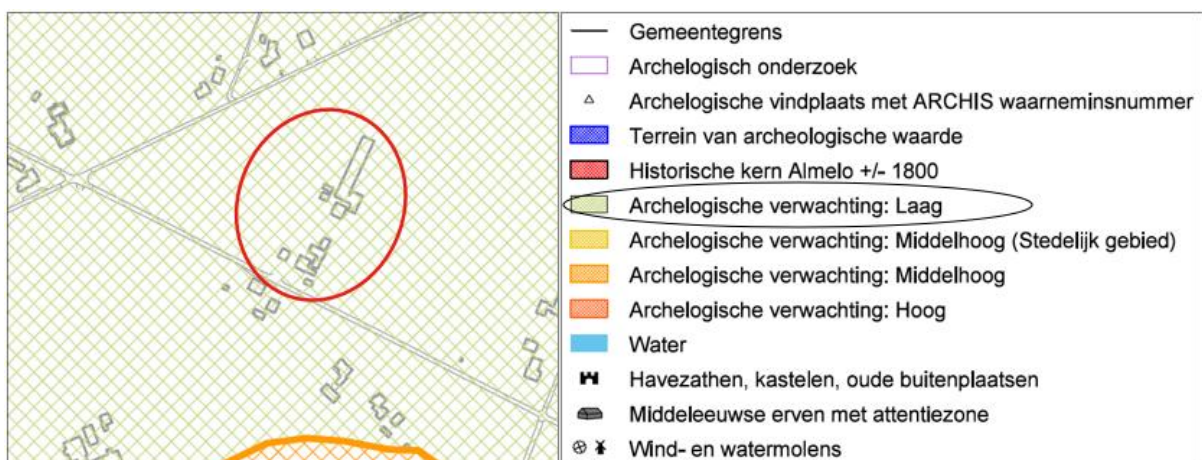 Gemeentegrens
Archelogisch onderzoek
Archelogische vindplaats met ARCHIS waarneminsnummer
Terrein van archeologische waarde
Historische kern Almelo +/- 1800
Archelogische verwachting: Laag
Archelogische verwachting: Middelhoog (Stedelijk gebied)
Archelogische verwachting: Middelhoog
Archelogische verwachting: Hoog
Water
Havezathen, kastelen, oude buitenplaatsen
Middeleeuwse erven met attentiezone
Wind- en watermolens